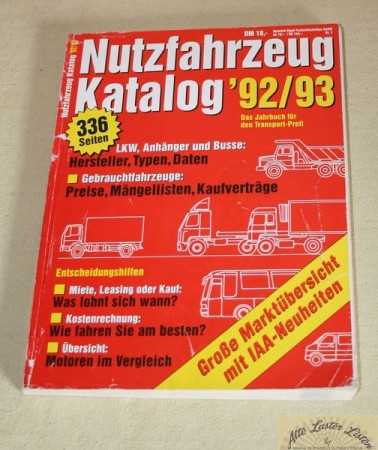 DM 18,-
Nutzfahrzeug
Katalog '92/93
Das Jahrbuch für
den Transport-Profi
336
Seiten
LKW, Anhänger und Busse:
Hersteller, Typen, Daten
Gebrauchtfahrzeuge:
Preise, Mängellisten, Kaufverträge
Entscheidungshilfen
Miete, Leasing oder Kauf:
Was lohnt sich wann?
Kostenrechnung:
Wie fahren Sie am besten?
Übersicht:
Motoren im Vergleich
Große Marktübersicht
mit IAA-Neuheiten
Nutzfahrzeug Katalog '92/93
Alte Laster Listen